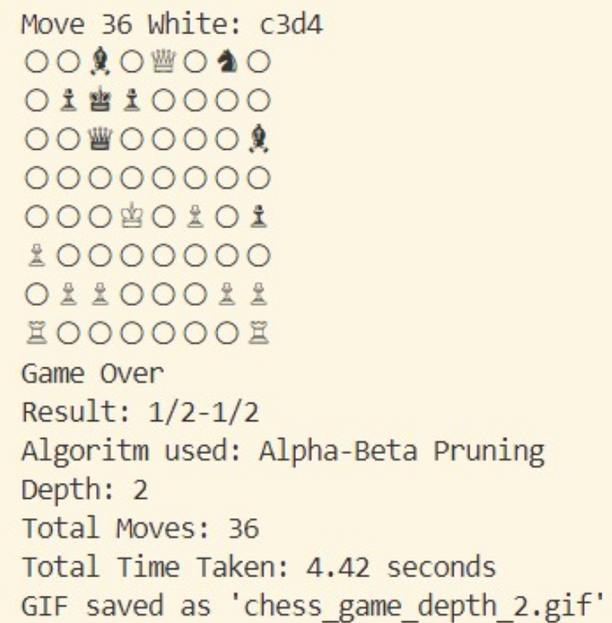 Move 36 White: c3d4
○○♝○♕○♞○
○♟♚♟○○○○
○○♛○○○○♝
○○○○○○○○
○○○♔○♙○♟
♙○○○○○○○
○♙♙○○○♙♙
♖○○○○○○♖
Game Over
Result: 1/2-1/2
Algoritm used: Alpha-Beta Pruning
Depth: 2
Total Moves: 36
Total Time Taken: 4.42 seconds
GIF saved as 'chess_game_depth_2.gif'